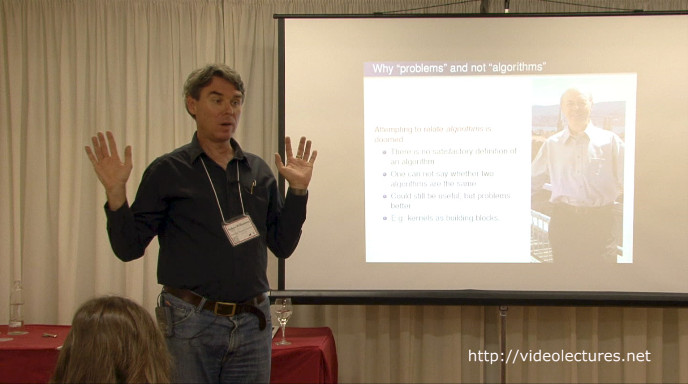 Why "problems" and not "algorithms"
Attempting to relate algorithms is
doomed
There is no satisfactory definition of
an algorithm
One can not say whether two
algorithms are the same
Could still be useful, but problems
better
E.g. kernels as building blocks
http://videolectures.net